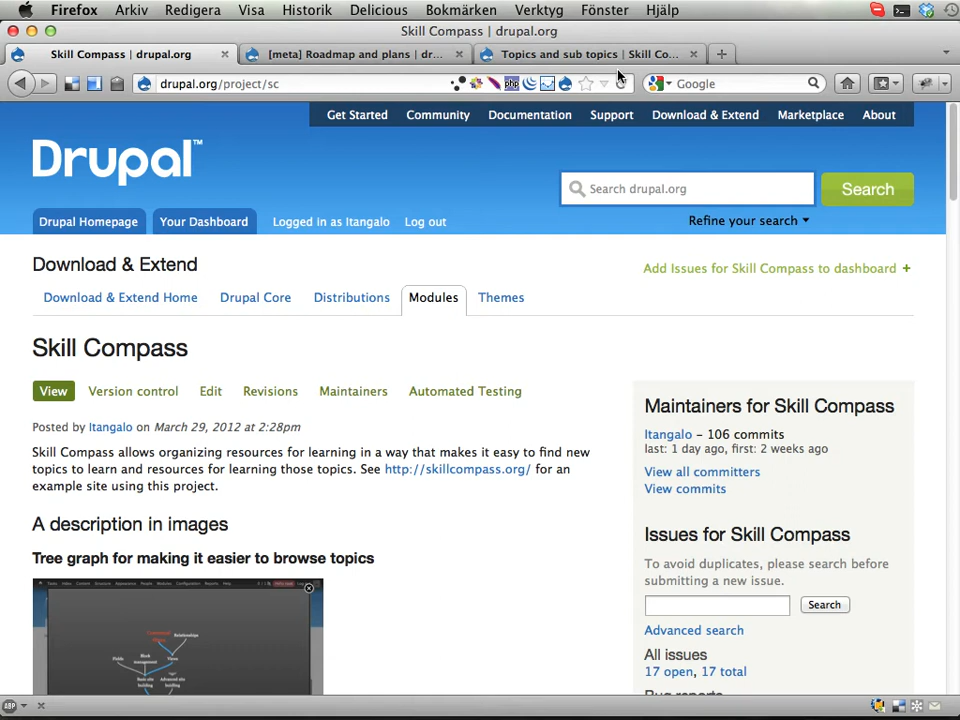 Firefox Arkiv Redigera Visa Historik Delicious Bokmärken Verktyg Fönster Hjälp
Skill Compass | drupal.org
Skill Compass | drupal.org [meta] Roadmap and plans | dr... Topics and sub topics | Skill Co...
drupal.org/project/sc php Google
Get Started Community Documentation Support Download & Extend Marketplace About
Drupal™
Search drupal.org Search
Refine your search
Drupal Homepage Your Dashboard Logged in as Itangalo Log out
Download & Extend
Add Issues for Skill Compass to dashboard +
Download & Extend Home Drupal Core Distributions Modules Themes
Skill Compass
View Version control Edit Revisions Maintainers Automated Testing
Posted by Itangalo on March 29, 2012 at 2:28pm
Skill Compass allows organizing resources for learning in a way that makes it easy to find new
topics to learn and resources for learning those topics. See http://skillcompass.org/ for an
example site using this project.
A description in images
Tree graph for making it easier to browse topics
Relationships
Fields
Views
Maintainers for Skill Compass
Itangalo – 106 commits
last: 1 day ago, first: 2 weeks ago
View all committers
View commits
Issues for Skill Compass
To avoid duplicates, please search before
submitting a new issue.
Search
Advanced search
All issues
17 open, 17 total
Bug reports
ABP